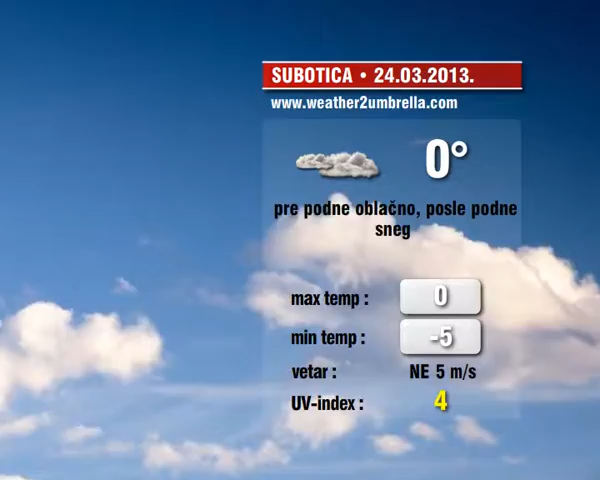 SUBOTICA • 24.03.2013.
www.weather2umbrella.com
0°
pre podne oblačno, posle podne
sneg
max temp : 0
min temp : -5
vetar : NE 5 m/s
UV-index : 4